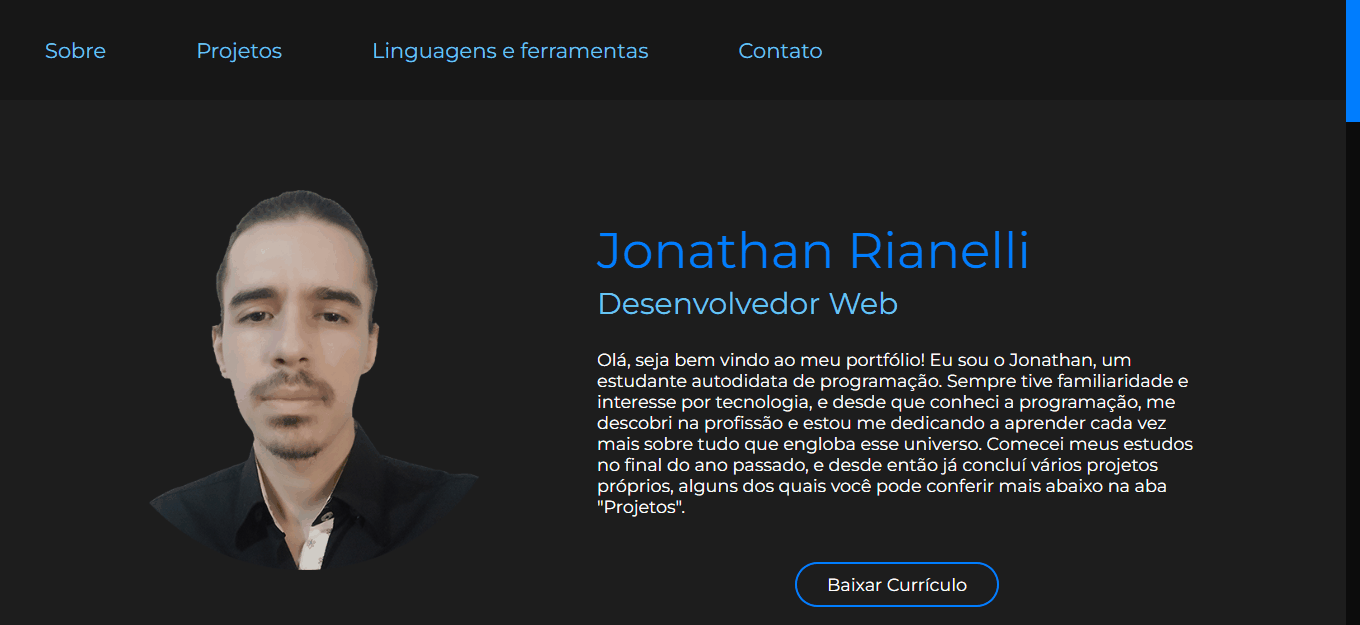 Sobre Projetos Linguagens e ferramentas Contato
Jonathan Rianelli
Desenvolvedor Web
Olá, seja bem vindo ao meu portfólio! Eu sou o Jonathan, um
estudante autodidata de programação. Sempre tive familiaridade e
interesse por tecnologia, e desde que conheci a programação, me
descobri na profissão e estou me dedicando a aprender cada vez
mais sobre tudo que engloba esse universo. Comecei meus estudos
no final do ano passado, e desde então já concluí vários projetos
próprios, alguns dos quais você pode conferir mais abaixo na aba
"Projetos".
Baixar Currículo